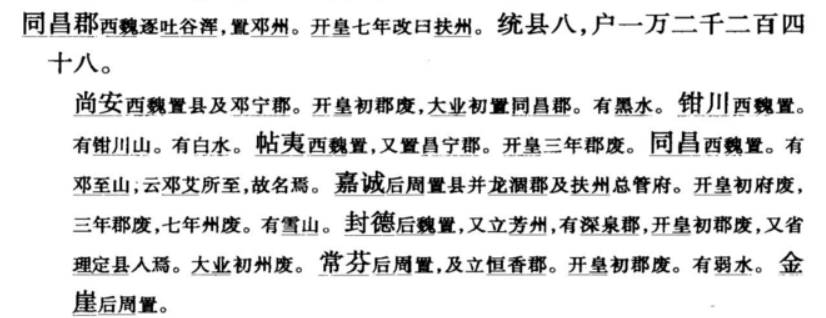 同昌郡西魏逐吐谷浑，置邓州。开皇七年改曰扶州。统县八，户一万二千二百四
十八。
尚安西魏置县及邓宁郡。开皇初郡废，大业初置同昌郡。有黑水。钳川西魏置。
有钳川山。有白水。帖夷西魏置，又置昌宁郡。开皇三年郡废。同昌西魏置。有
邓至山；云邓艾所至，故名焉。嘉诚后周置县并龙涸郡及扶州总管府。开皇初府废，
三年郡废，七年州废。有雪山。封德后魏置，又立芳州，有深泉郡，开皇初郡废，又省
理定县入焉。大业初州废。常芬后周置，及立恒香郡。开皇初郡废。有弱水。金
崖后周置。